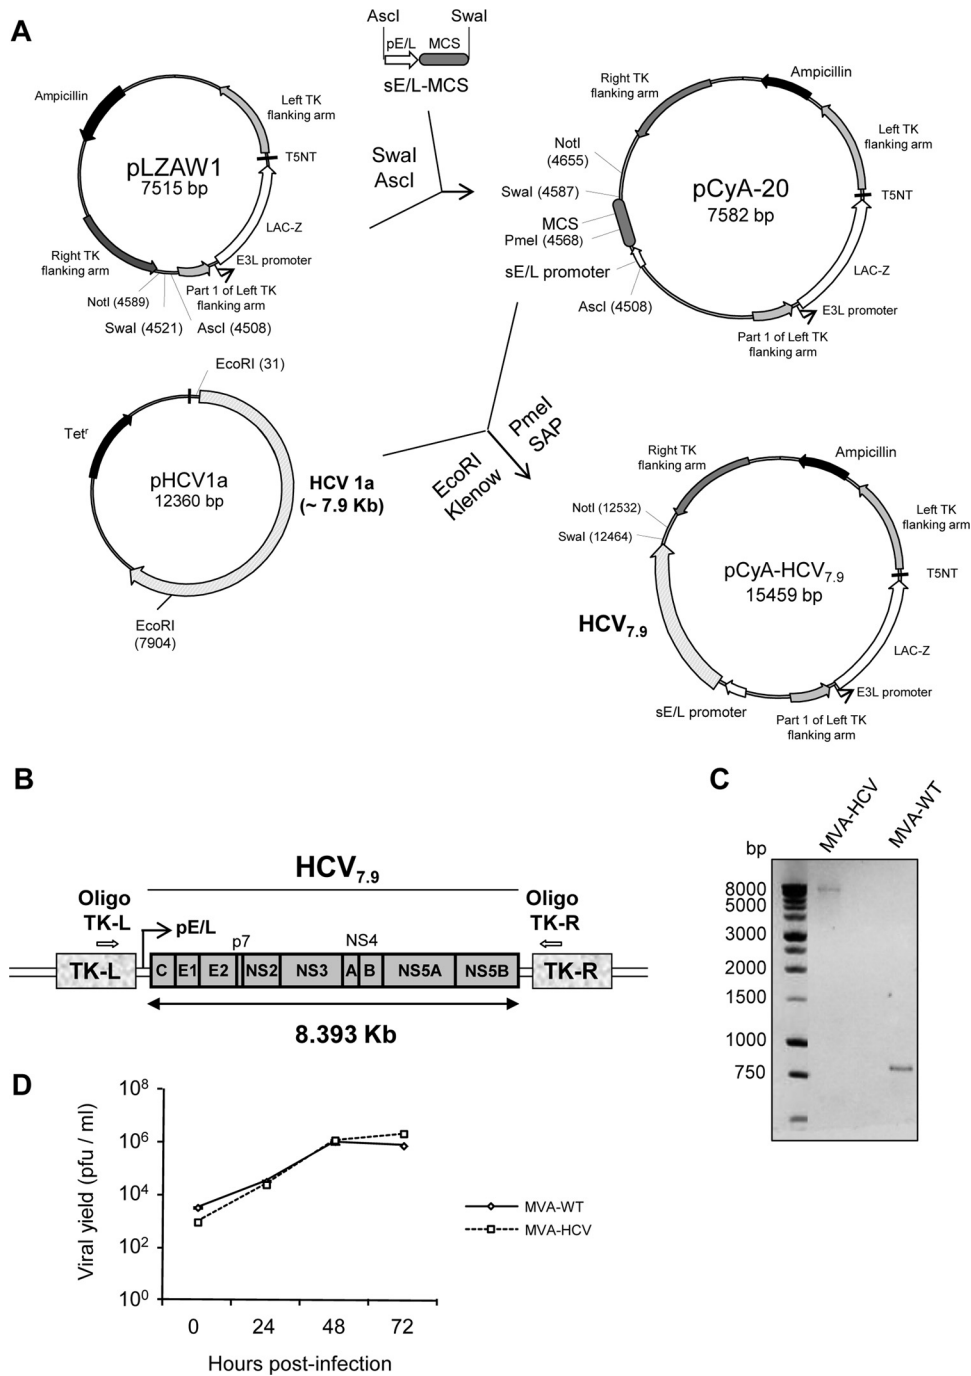 A
AscI SwaI
pE/L MCS
sE/L-MCS
Ampicillin
Left TK
flanking arm
T5NT
pLZAW1
7515 bp
LAC-Z
E3L promoter
Right TK
flanking arm
Part 1 of Left TK
flanking arm
NotI (4589)
SwaI (4521)
AscI (4508)
SwaI
AscI
Right TK
flanking arm
Ampicillin
Left TK
flanking arm
NotI
(4655)
SwaI (4587)
pCyA-20
7582 bp
T5NT
MCS
PmeI (4568)
sE/L promoter
AscI (4508)
LAC-Z
E3L promoter
Part 1 of Left TK
flanking arm
EcoRI (31)
Tetr
pHCV1a
12360 bp
HCV 1a
(~ 7.9 Kb)
EcoRI
(7904)
PmeI
SAP
EcoRI
Klenow
Right TK
flanking arm
Ampicillin
Left TK
flanking arm
NotI (12532)
SwaI (12464)
pCyA-HCV7.9
15459 bp
T5NT
HCV7.9
LAC-Z
E3L promoter
sE/L promoter
Part 1 of Left TK
flanking arm
B
HCV7.9
Oligo
TK-L
Oligo
TK-R
pE/L
p7
NS4
TK-L C E1 E2 NS2 NS3 A B NS5A NS5B TK-R
8.393 Kb
C
MVA-HCV
MVA-WT
bp
8000
5000
3000
2000
1500
1000
750
D
Viral yield (pfu / ml)
108
106
104
102
100
0 24 48 72
Hours post-infection
MVA-WT
MVA-HCV